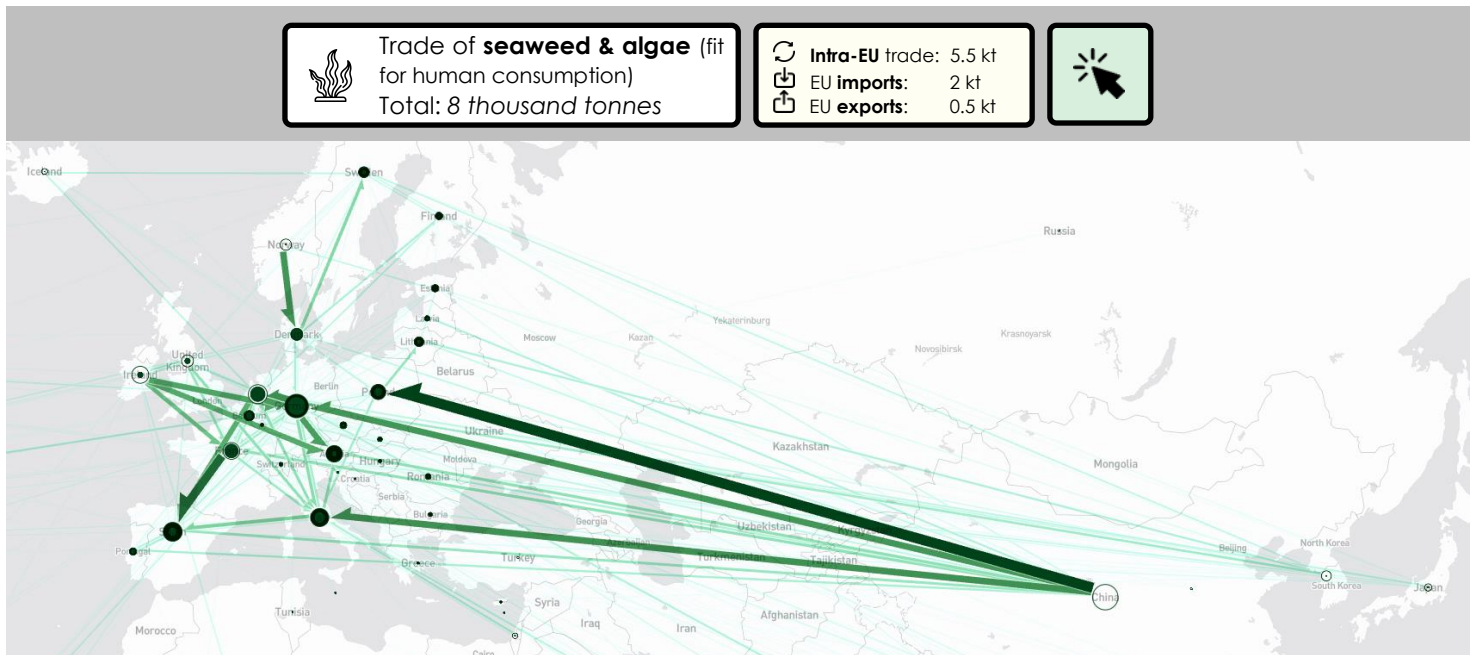 Trade of seaweed & algae (fit
for human consumption)
Total: 8 thousand tonnes
Intra-EU trade: 5.5 kt
EU imports: 2 kt
EU exports: 0.5 kt
Iceland
Sweden
Finland
Norway
Russia
Estonia
Latvia
Denmark
Lithuania
Yekaterinburg
Moscow
Kazan
Krasnoyarsk
Novosibirsk
United
Kingdom
Ireland
Belarus
Berlin
London
Ukraine
Kazakhstan
Mongolia
Switzerland
Hungary
Moldova
Croatia
Romania
Serbia
Bulgaria
Georgia
Azerbaijan
Uzbekistan
Kyrgyz
Portugal
Greece
Turkey
Turkmenistan
Tajikistan
Beijing
North Korea
South Korea
Japan
China
Syria
Tunisia
Iraq
Iran
Afghanistan
Morocco
Cairo